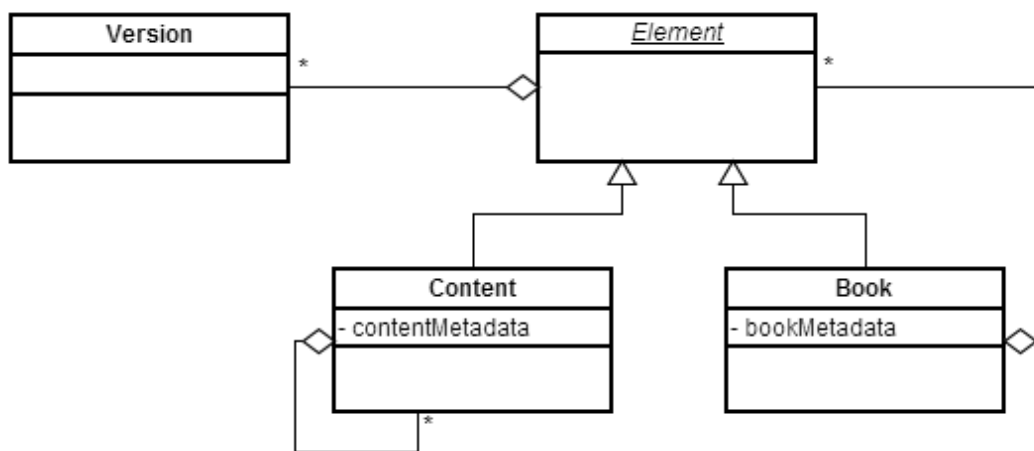 Version
Element
*
*
Content
- contentMetadata
*
Book
- bookMetadata